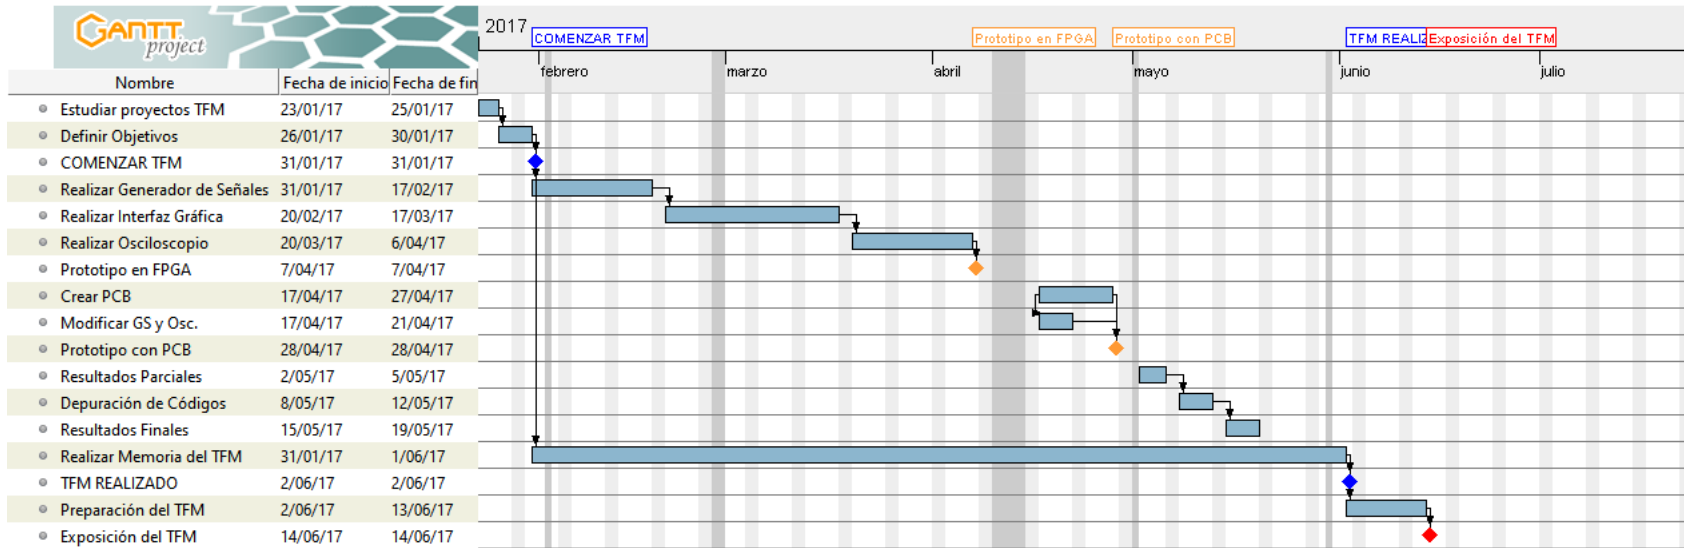 GANTT
project
2017
COMENZAR TFM
Prototipo en FPGA
Prototipo con PCB
TFM REALIZ
Exposición del TFM
febrero
marzo
abril
mayo
junio
julio
Nombre Fecha de inicio Fecha de fin
Estudiar proyectos TFM 23/01/17 25/01/17
Definir Objetivos 26/01/17 30/01/17
COMENZAR TFM 31/01/17 31/01/17
Realizar Generador de Señales 31/01/17 17/02/17
Realizar Interfaz Gráfica 20/02/17 17/03/17
Realizar Osciloscopio 20/03/17 6/04/17
Prototipo en FPGA 7/04/17 7/04/17
Crear PCB 17/04/17 27/04/17
Modificar GS y Osc. 17/04/17 21/04/17
Prototipo con PCB 28/04/17 28/04/17
Resultados Parciales 2/05/17 5/05/17
Depuración de Códigos 8/05/17 12/05/17
Resultados Finales 15/05/17 19/05/17
Realizar Memoria del TFM 31/01/17 1/06/17
TFM REALIZADO 2/06/17 2/06/17
Preparación del TFM 2/06/17 13/06/17
Exposición del TFM 14/06/17 14/06/17